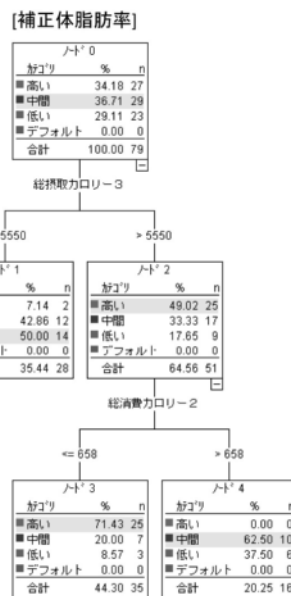 [補正体脂肪率]
ノード 0
カテゴリ % n
高い 34.18 27
中間 36.71 29
低い 29.11 23
デフォルト 0.00 0
合計 100.00 79
総摂取カロリー3
5550 > 5550
ド 1
% n
7.14 2
42.86 12
50.00 14
ト 0.00 0
35.44 28
ノード 2
カテゴリ % n
高い 49.02 25
中間 33.33 17
低い 17.65 9
デフォルト 0.00 0
合計 64.56 51
総消費カロリー2
<= 658 > 658
ノード 3
カテゴリ % n
高い 71.43 25
中間 20.00 7
低い 8.57 3
デフォルト 0.00 0
合計 44.30 35
ノード 4
カテゴリ % n
高い 0.00 0
中間 62.50 10
低い 37.50 6
デフォルト 0.00 0
合計 20.25 16